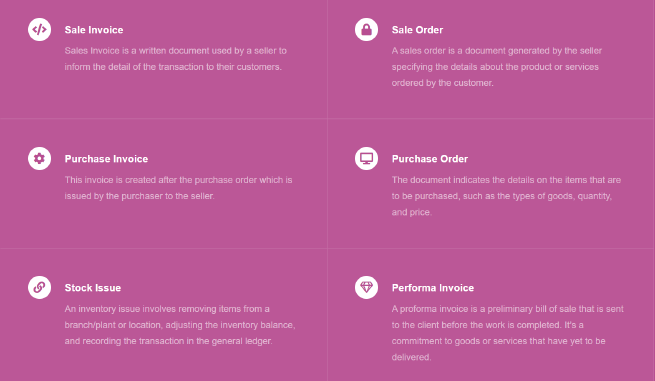 Sale Invoice
Sales Invoice is a written document used by a seller to
inform the detail of the transaction to their customers.
Sale Order
A sales order is a document generated by the seller
specifying the details about the product or services
ordered by the customer.
Purchase Invoice
This invoice is created after the purchase order which is
issued by the purchaser to the seller.
Purchase Order
The document indicates the details on the items that are
to be purchased, such as the types of goods, quantity,
and price.
Stock Issue
An inventory issue involves removing items from a
branch/plant or location, adjusting the inventory balance,
and recording the transaction in the general ledger.
Performa Invoice
A proforma invoice is a preliminary bill of sale that is sent
to the client before the work is completed. It's a
commitment to goods or services that have yet to be
delivered.